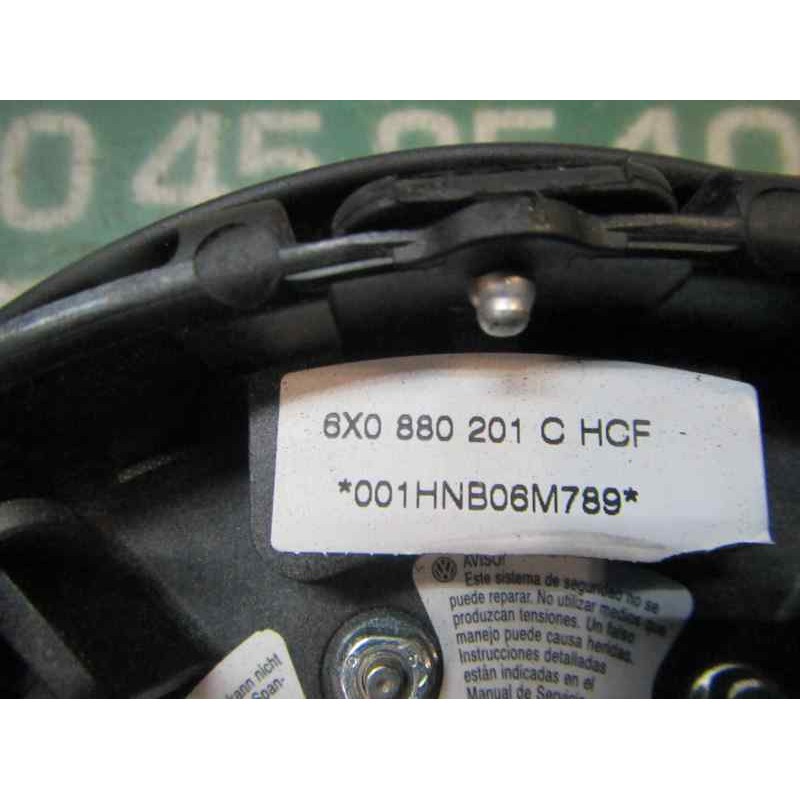 0 45 95 40
6X0 880 201 C HCF
*001HNB06M789*
AVISO!
Este sistema de seguridad no se
puede reparar. No utilizar medios que
produzcan tensiones. Un falso
manejo puede causa heridas.
Instrucciones detalladas
están indicadas en el
Manual de Servicio
kann nicht
Span-